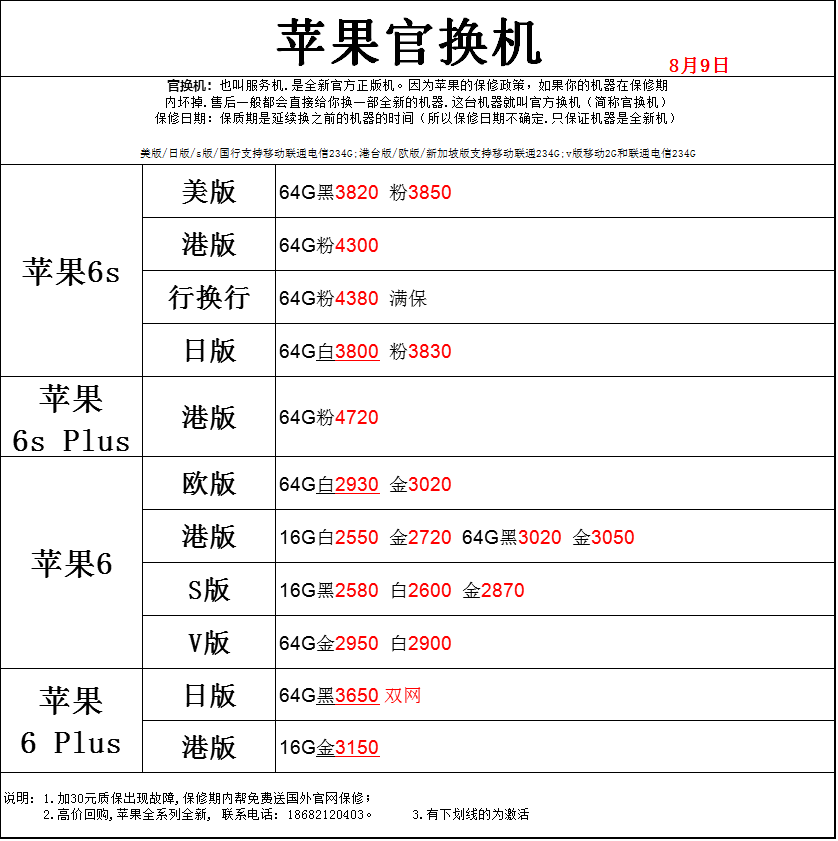 苹果官换机
8月9日
官换机：也叫服务机.是全新官方正版机。因为苹果的保修政策，如果你的机器在保修期
内坏掉.售后一般都会直接给你换一部全新的机器.这台机器就叫官方换机（简称官换机）
保修日期：保质期是延续换之前的机器的时间（所以保修日期不确定.只保证机器是全新机）
美版/日版/s版/国行支持移动联通电信234G;港台版/欧版/新加坡版支持移动联通234G;v版移动2G和联通电信234G
苹果6s
美版 64G黑3820 粉3850
港版 64G粉4300
行换行 64G粉4380 满保
日版 64G白3800 粉3830
苹果
6s Plus
港版 64G粉4720
苹果6
欧版 64G白2930 金3020
港版 16G白2550 金2720 64G黑3020 金3050
S版 16G黑2580 白2600 金2870
V版 64G金2950 白2900
苹果
6 Plus
日版 64G黑3650 双网
港版 16G金3150
说明：1.加30元质保出现故障,保修期内帮免费送国外官网保修；
2.高价回购,苹果全系列全新, 联系电话：18682120403。 3.有下划线的为激活